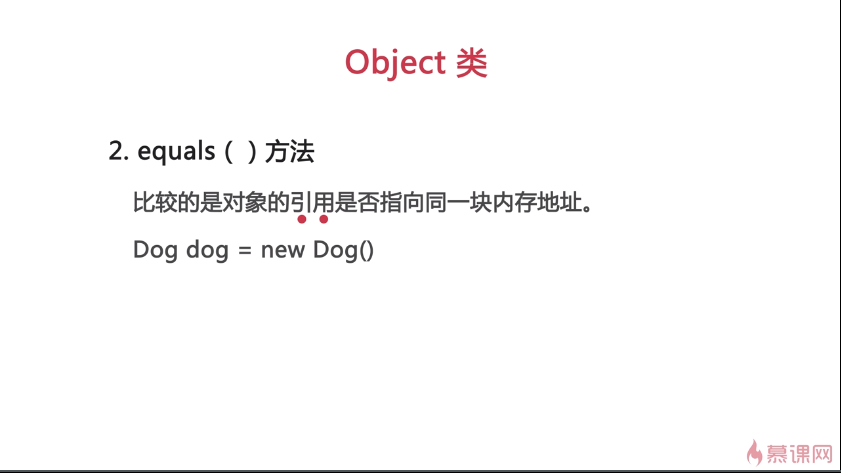 Object 类
2. equals ( ) 方法
比较的是对象的引用是否指向同一块内存地址。
Dog dog = new Dog()
慕课网